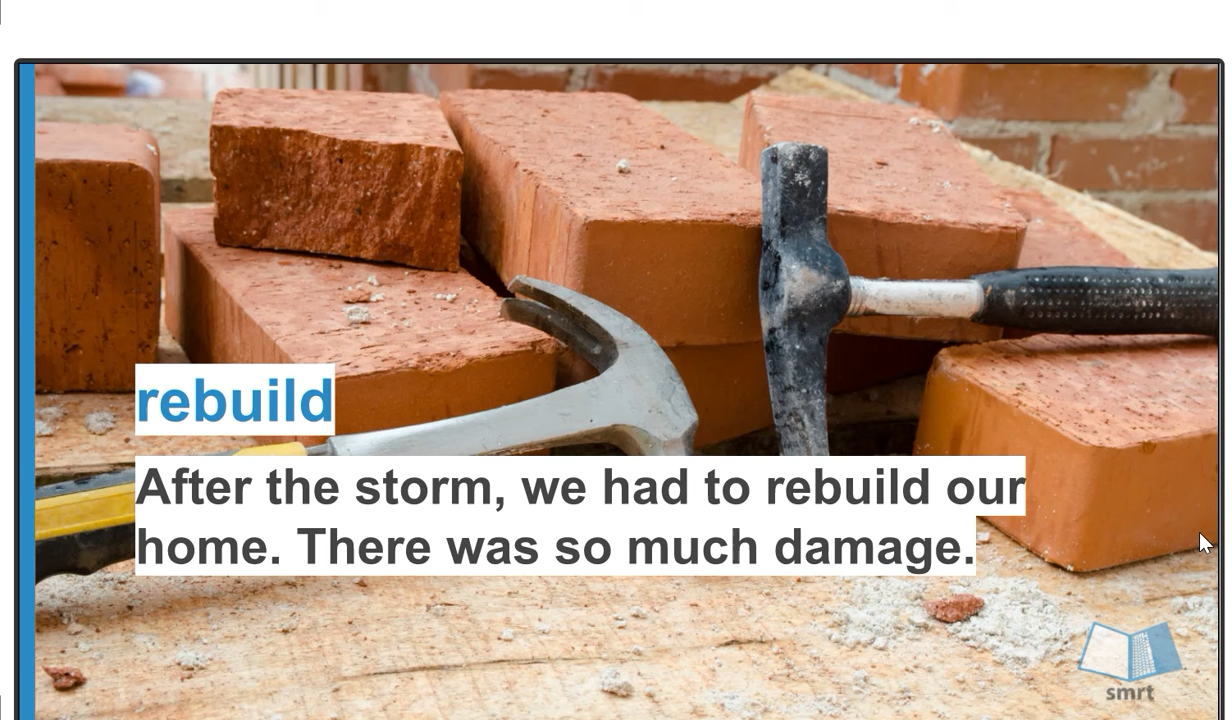 rebuild
After the storm, we had to rebuild our
home. There was so much damage.
smrt